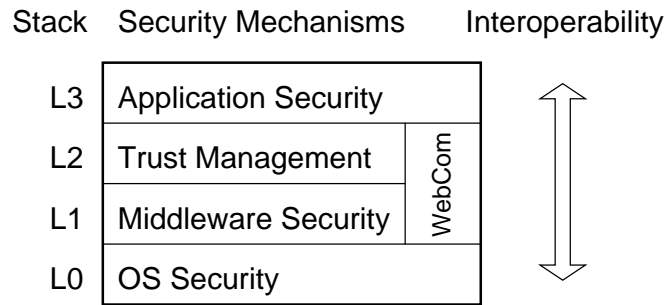 Stack Security Mechanisms Interoperability
L3 Application Security
L2 Trust Management
L1 Middleware Security
WebCom
L0 OS Security